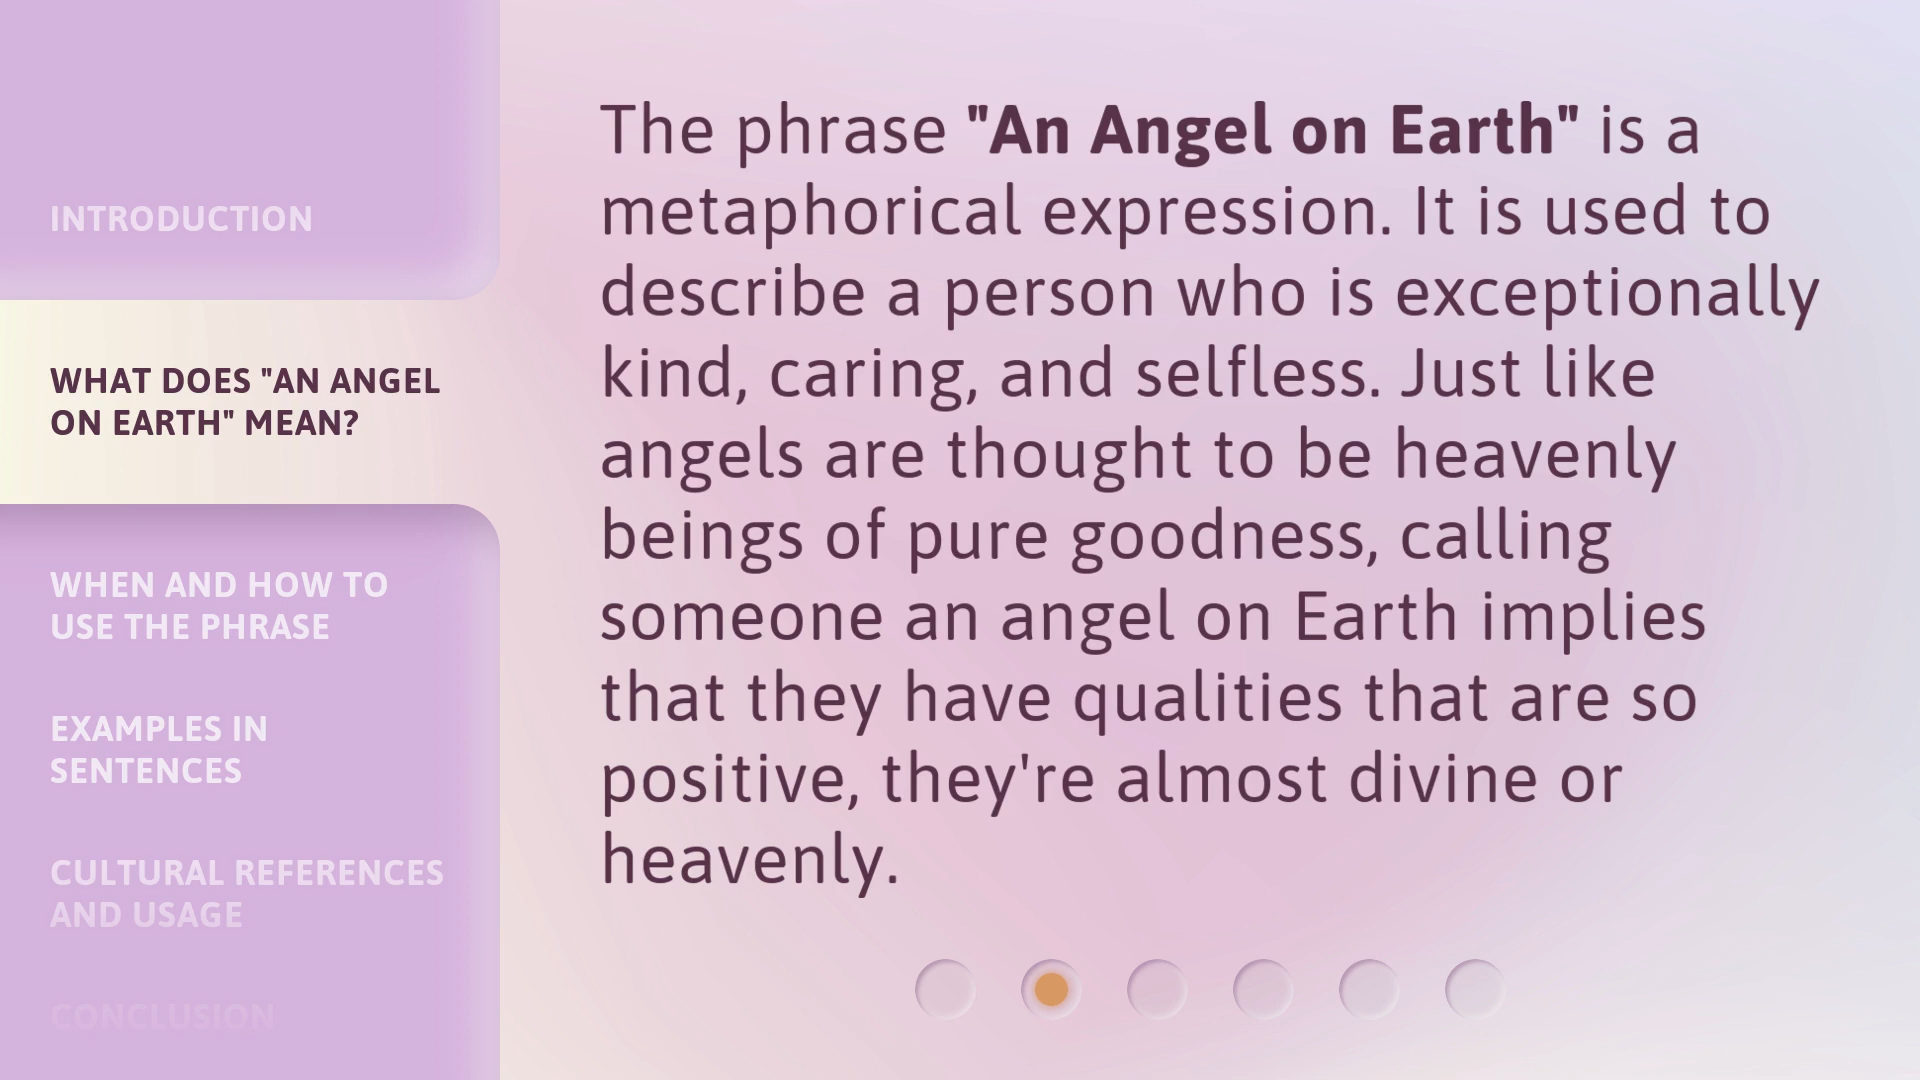 INTRODUCTION
WHAT DOES "AN ANGEL
ON EARTH" MEAN?
WHEN AND HOW TO
USE THE PHRASE
EXAMPLES IN
SENTENCES
CULTURAL REFERENCES
AND USAGE
CONCLUSION
The phrase "An Angel on Earth" is a
metaphorical expression. It is used to
describe a person who is exceptionally
kind, caring, and selfless. Just like
angels are thought to be heavenly
beings of pure goodness, calling
someone an angel on Earth implies
that they have qualities that are so
positive, they're almost divine or
heavenly.